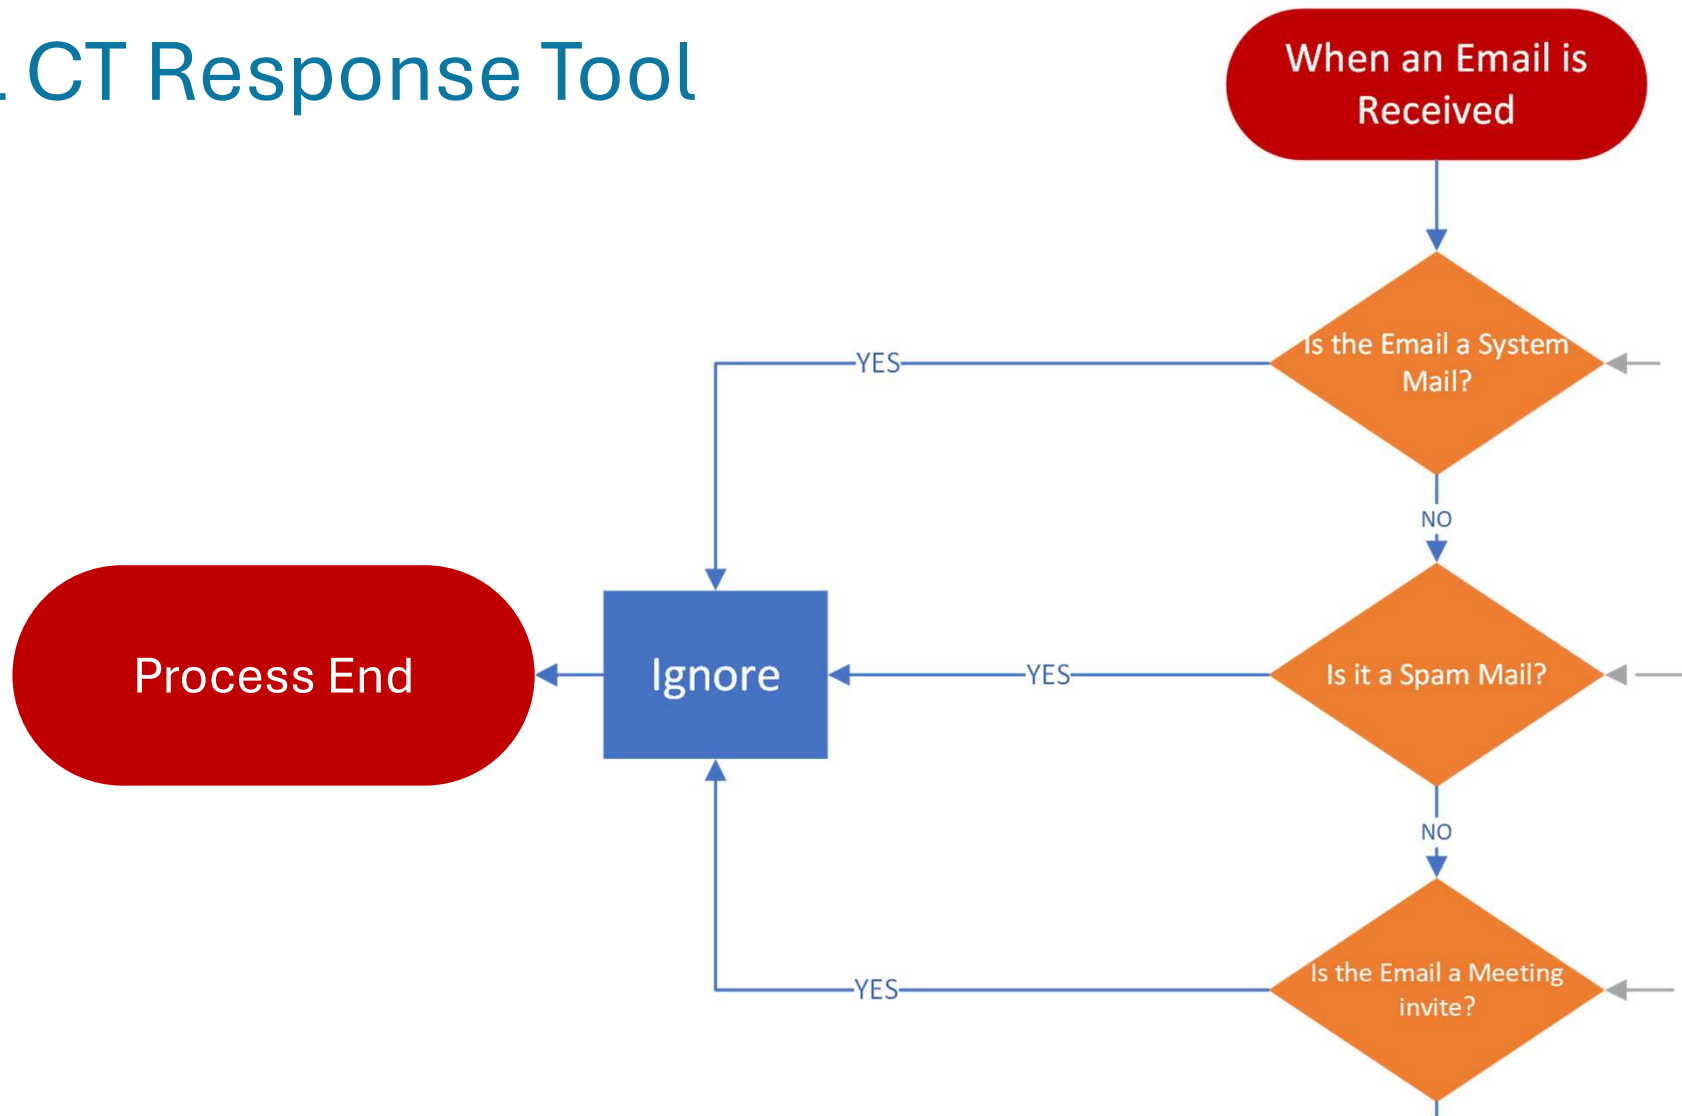 CT Response Tool
When an Email is
Received
Is the Email a System
Mail?
YES
NO
Process End
Ignore
YES
Is it a Spam Mail?
NO
Is the Email a Meeting
invite?
YES